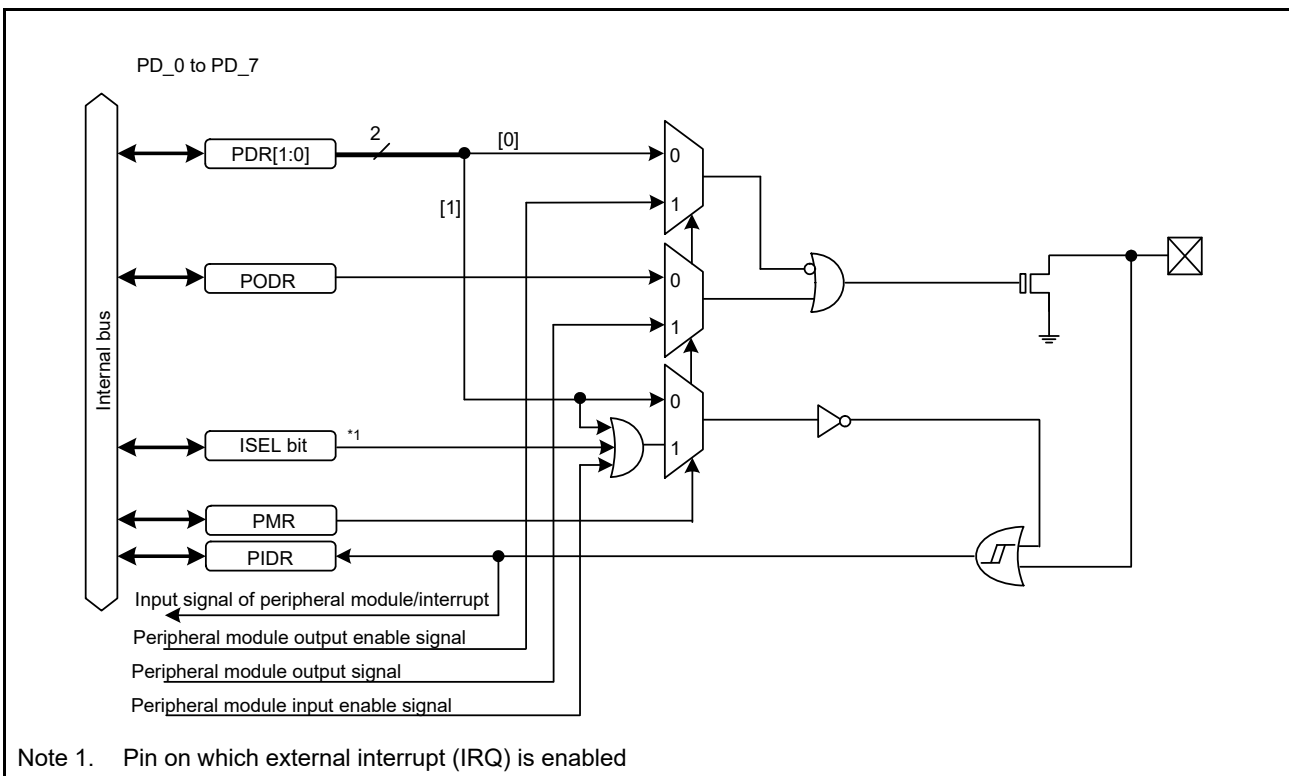 PD_0 to PD_7
PDR[1:0]
2
[0]
0
[1]
1
PODR
0
1
Internal bus
0
ISEL bit
*1
1
PMR
PIDR
Input signal of peripheral module/interrupt
Peripheral module output enable signal
Peripheral module output signal
Peripheral module input enable signal
Note 1. Pin on which external interrupt (IRQ) is enabled